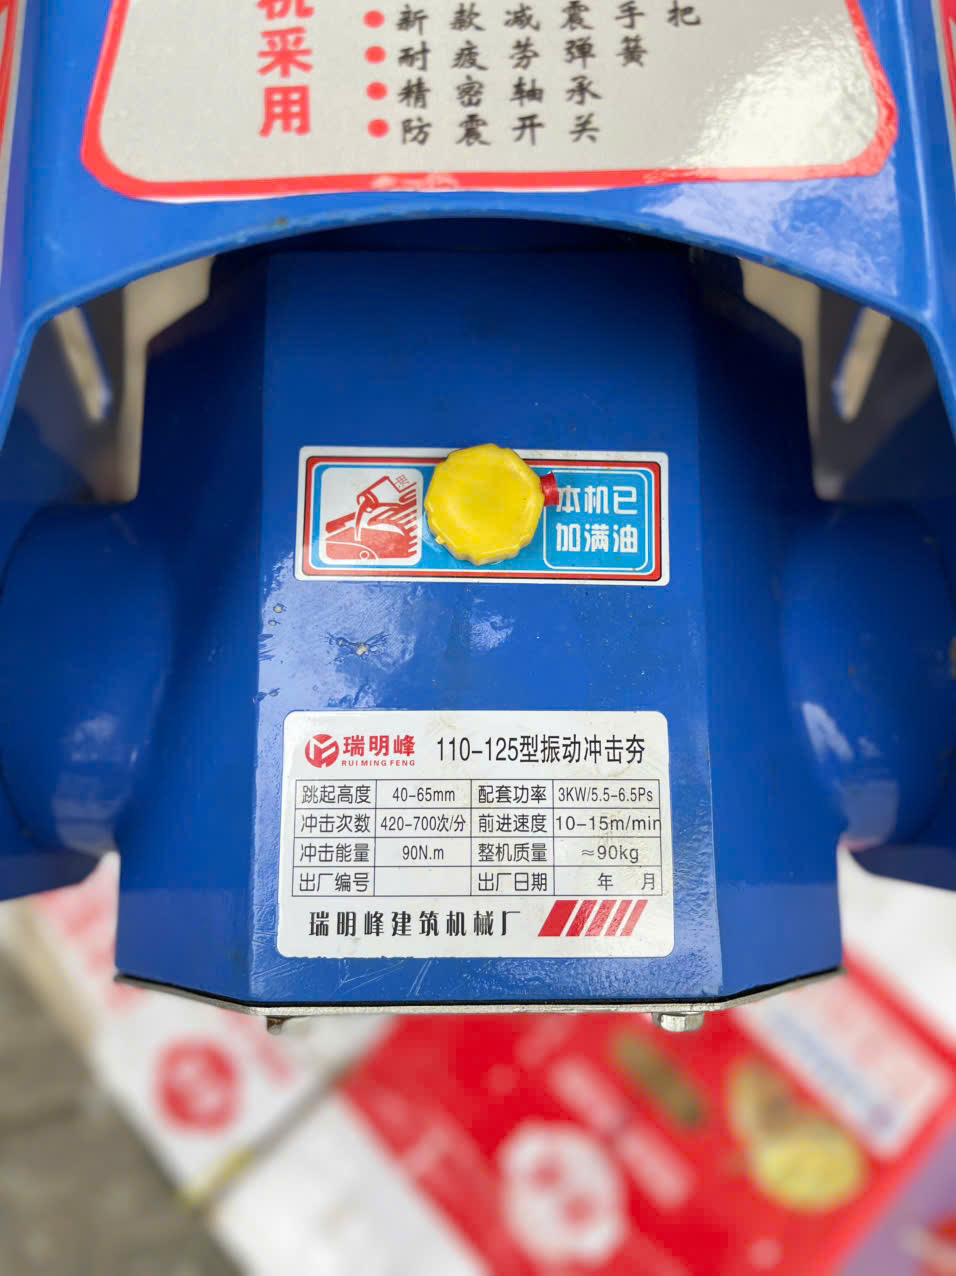 机采用
新款减震手把
耐疲劳弹簧
精密轴承
防震开关
本机已
加满油
瑞明峰 110-125型振动冲击夯
RUI MING FENG
跳起高度 40-65mm 配套功率 3KW/5.5-6.5Ps
冲击次数 420-700次/分 前进速度 10-15m/min
冲击能量 90N.m 整机质量 ≈90kg
出厂编号 出厂日期 年 月
瑞明峰建筑机械厂